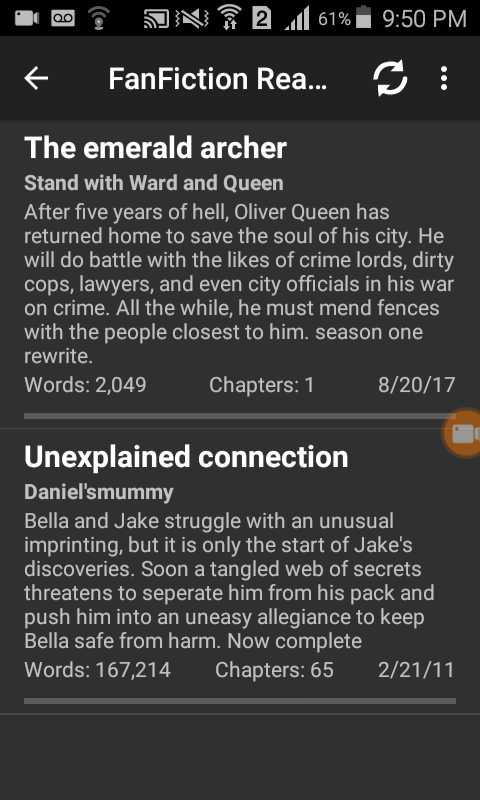 2 61% 9:50 PM
FanFiction Rea...
The emerald archer
Stand with Ward and Queen
After five years of hell, Oliver Queen has
returned home to save the soul of his city. He
will do battle with the likes of crime lords, dirty
cops, lawyers, and even city officials in his war
on crime. All the while, he must mend fences
with the people closest to him. season one
rewrite.
Words: 2,049 Chapters: 1 8/20/17
Unexplained connection
Daniel'smummy
Bella and Jake struggle with an unusual
imprinting, but it is only the start of Jake's
discoveries. Soon a tangled web of secrets
threatens to seperate him from his pack and
push him into an uneasy allegiance to keep
Bella safe from harm. Now complete
Words: 167,214 Chapters: 65 2/21/11